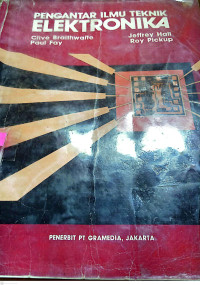 PENGANTAR ILMU TEKNIK
ELEKTRONIKA
Clive Braithwaite Jeffrey Hall
Paul Fay Roy Pickup
PENERBIT PT GRAMEDIA, JAKARTA